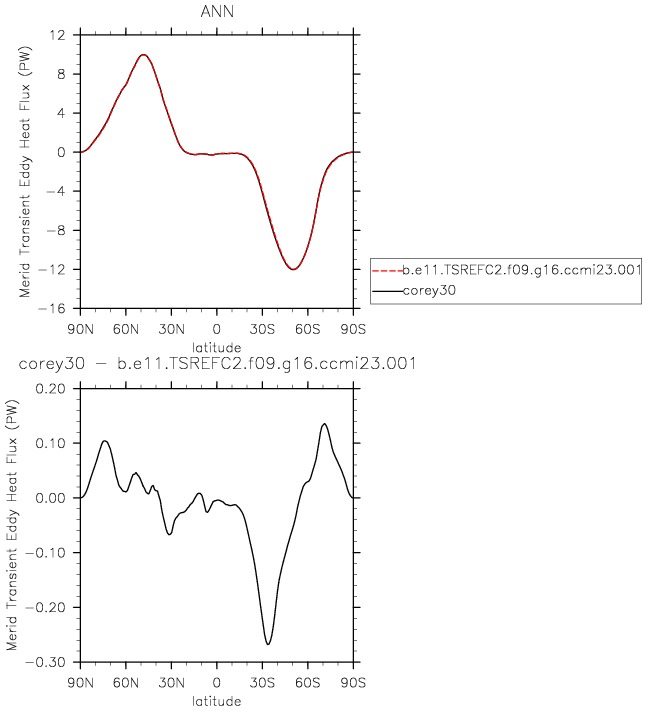 ANN
Merid Transient Eddy Heat Flux (PW)
12
8
4
0
−4
−8
−12
−16
90N 60N 30N 0 30S 60S 90S
latitude
b.e11.TSREFC2.f09.g16.ccmi23.001
corey30
corey30 − b.e11.TSREFC2.f09.g16.ccmi23.001
Merid Transient Eddy Heat Flux (PW)
0.20
0.10
0.00
−0.10
−0.20
−0.30
90N 60N 30N 0 30S 60S 90S
latitude